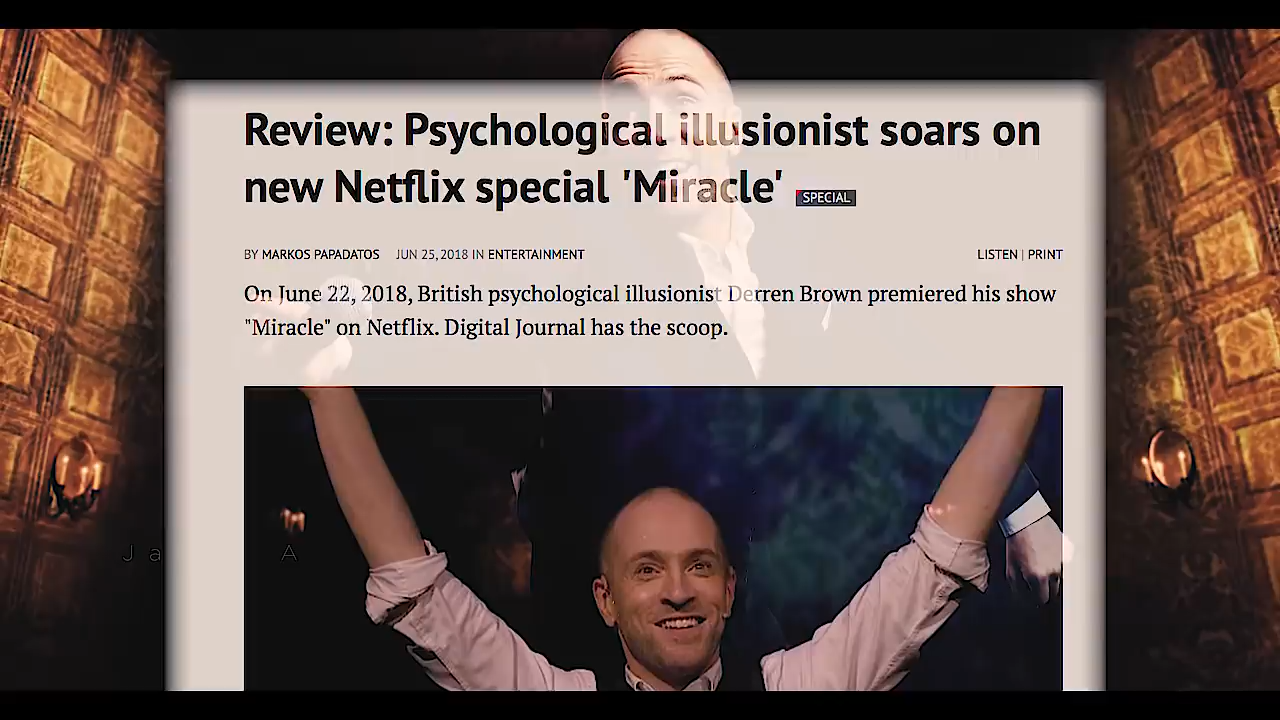 Review: Psychological illusionist soars on
new Netflix special 'Miracle' SPECIAL
BY MARKOS PAPADATOS JUN 25, 2018 IN ENTERTAINMENT LISTEN | PRINT
On June 22, 2018, British psychological illusionist Derren Brown premiered his show
"Miracle" on Netflix. Digital Journal has the scoop.